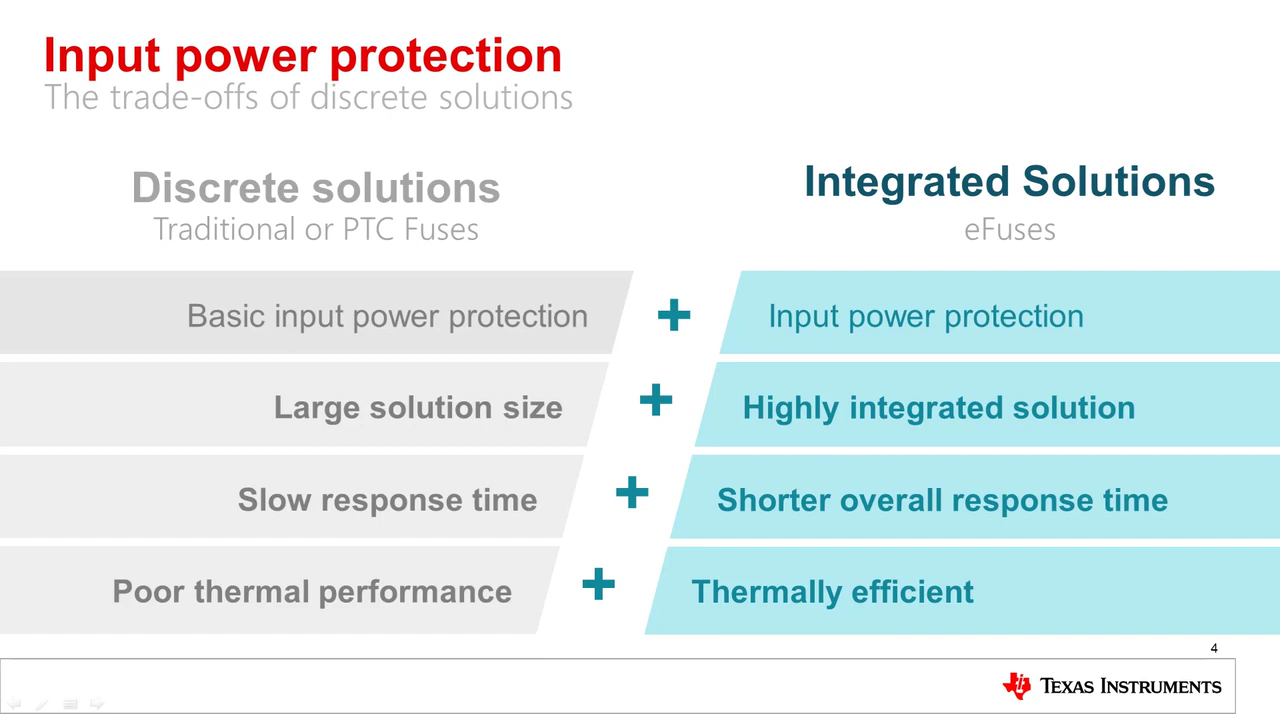 Input power protection
The trade-offs of discrete solutions
Discrete solutions
Traditional or PTC Fuses
Integrated Solutions
eFuses
Basic input power protection
+
Input power protection
Large solution size
+
Highly integrated solution
Slow response time
+
Shorter overall response time
Poor thermal performance
+
Thermally efficient
4
TEXAS INSTRUMENTS